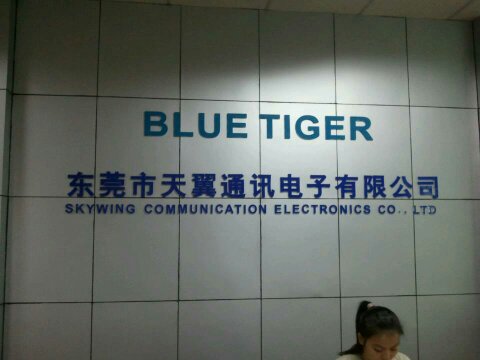 BLUE TIGER
东莞市天翼通讯电子有限公司
SKYWING COMMUNICATION ELECTRONICS CO., LTD